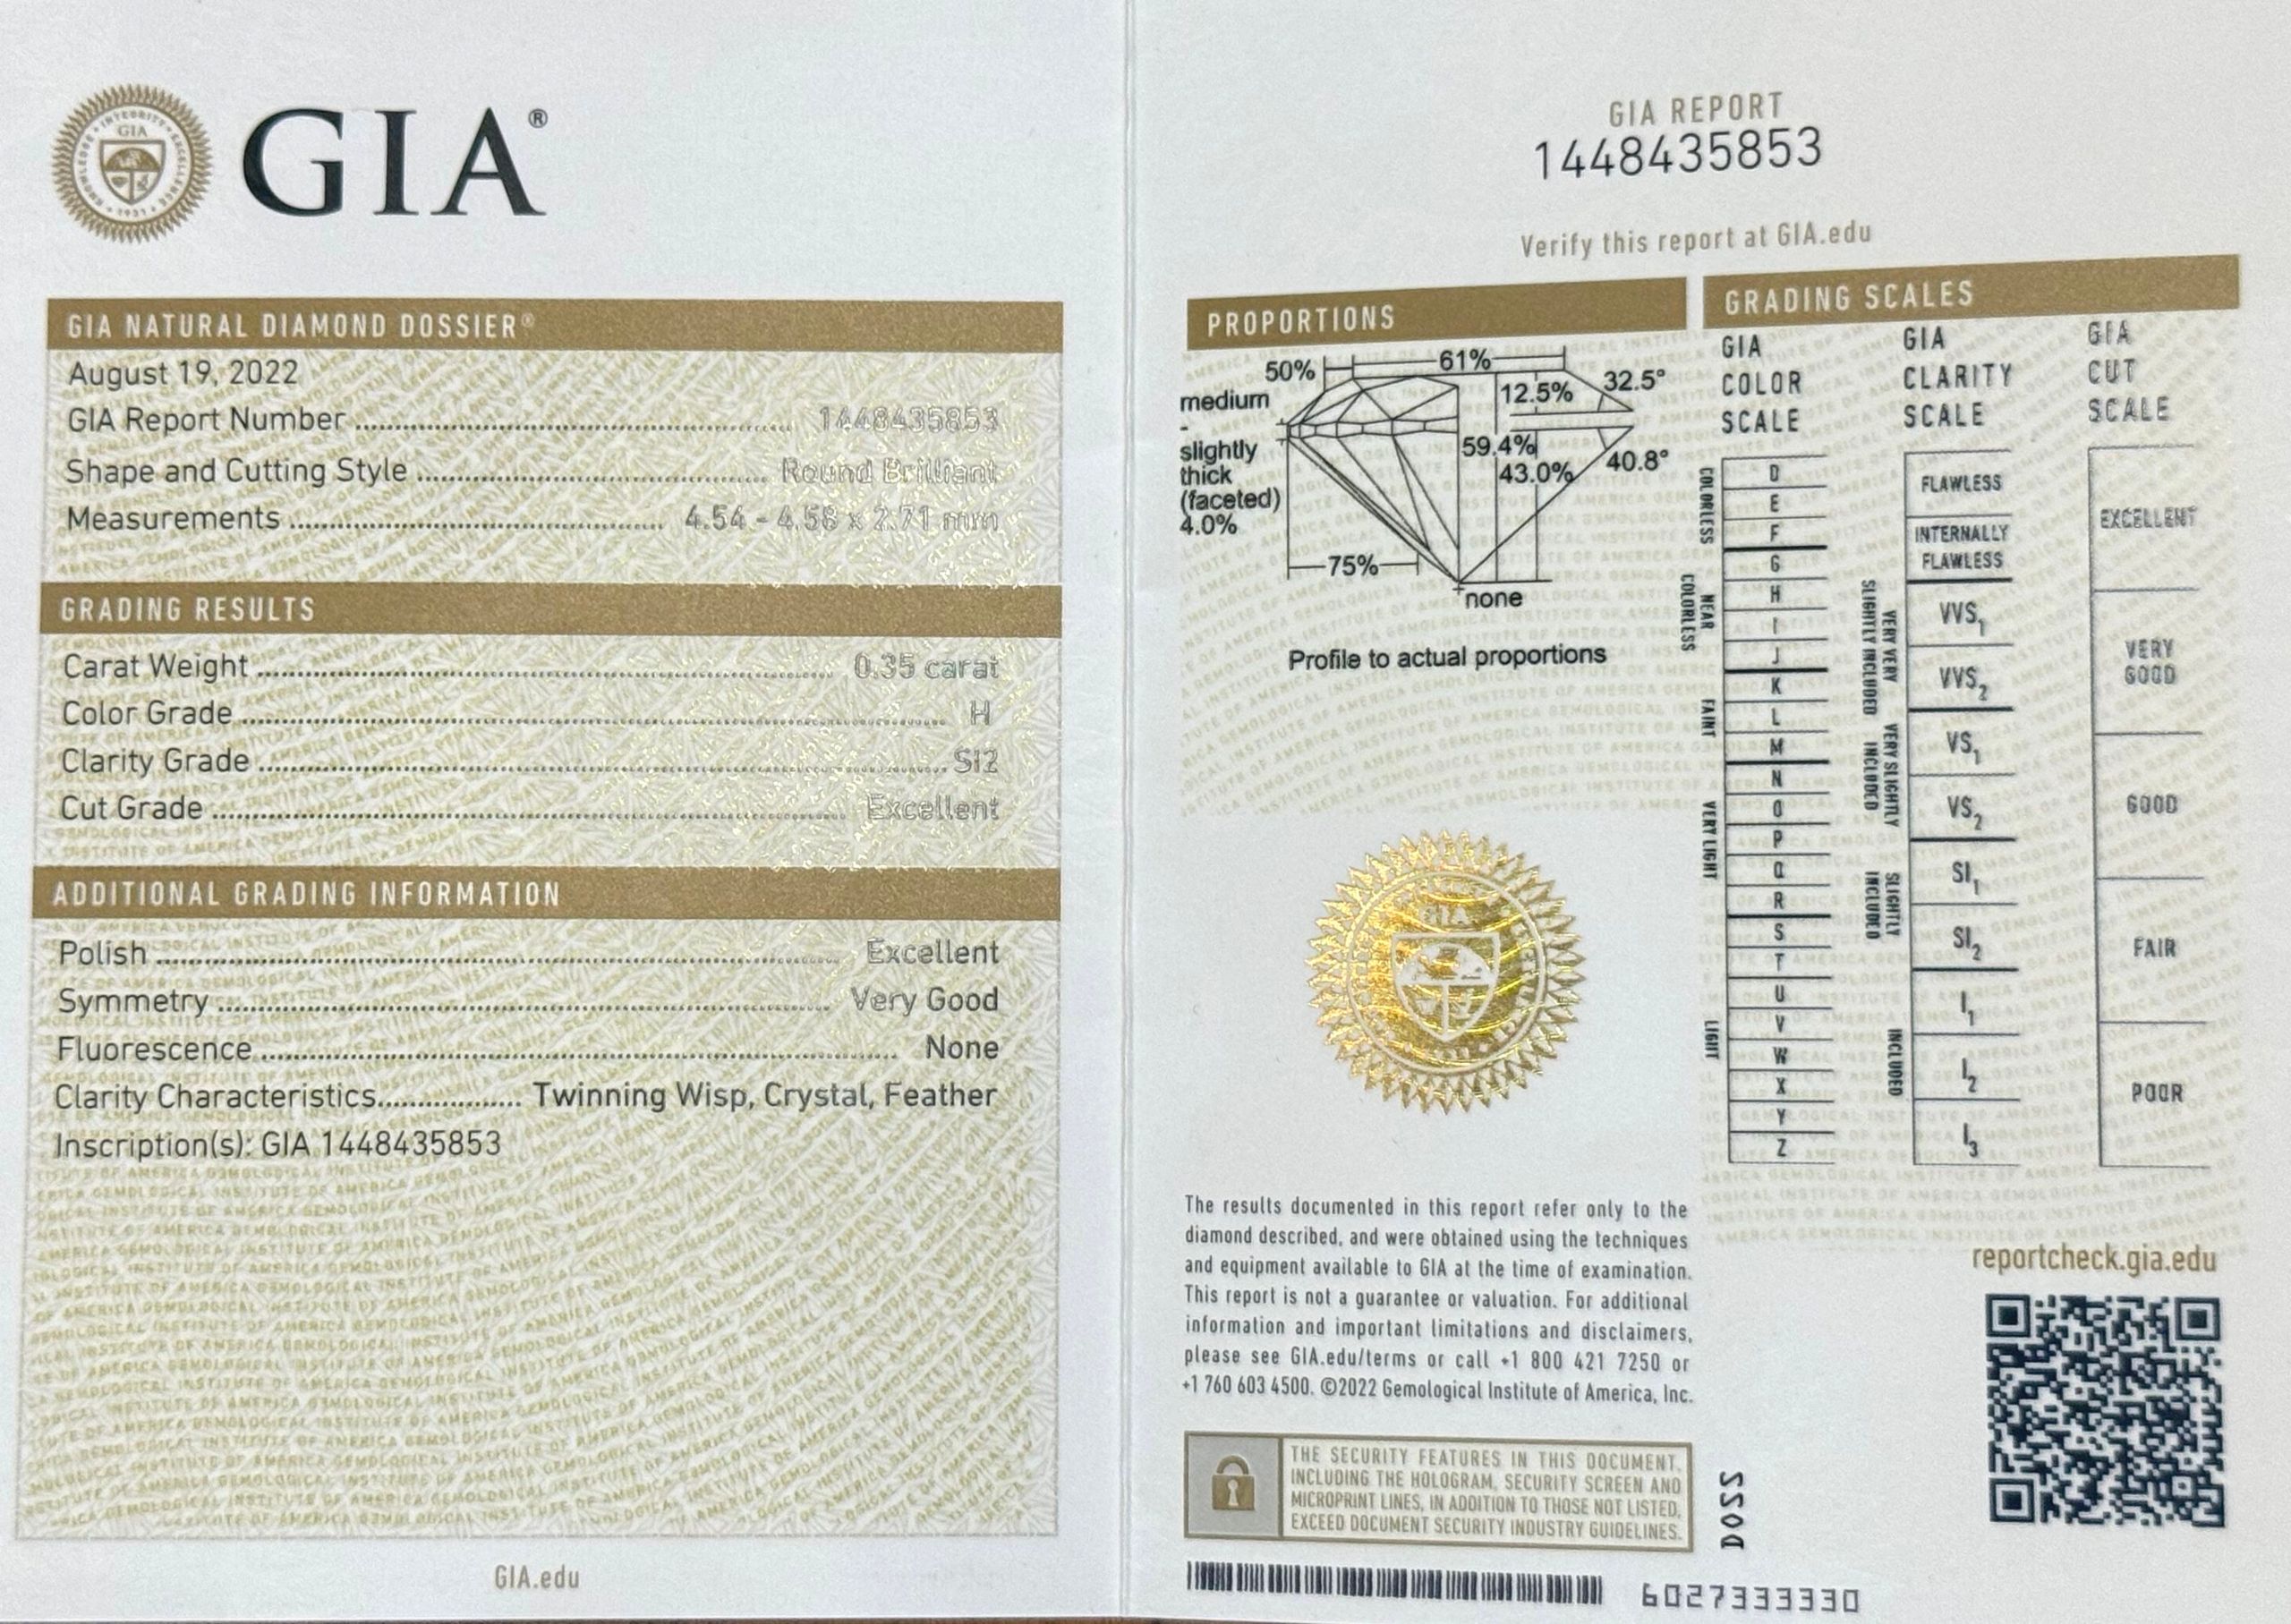 GIA®
GIA NATURAL DIAMOND DOSSIER®
August 19, 2022
GIA Report Number 1448435853
Shape and Cutting Style Round Brilliant
Measurements 4.54 - 4.58 x 2.71 mm
GRADING RESULTS
Carat Weight 0.35 carat
Color Grade H
Clarity Grade SI2
Cut Grade Excellent
ADDITIONAL GRADING INFORMATION
Polish Excellent
Symmetry Very Good
Fluorescence None
Clarity Characteristics Twinning Wisp, Crystal, Feather
Inscription(s): GIA 1448435853
GIA.edu
GIA REPORT
1448435853
Verify this report at GIA.edu
PROPORTIONS
50%
61%
12.5%
32.5°
medium
-
slightly
thick
(faceted)
4.0%
59.4%
43.0%
40.8°
75%
none
Profile to actual proportions
GIA
The results documented in this report refer only to the
diamond described, and were obtained using the techniques
and equipment available to GIA at the time of examination.
This report is not a guarantee or valuation. For additional
information and important limitations and disclaimers,
please see GIA.edu/terms or call +1 800 421 7250 or
+1 760 603 4500. ©2022 Gemological Institute of America, Inc.
THE SECURITY FEATURES IN THIS DOCUMENT,
INCLUDING THE HOLOGRAM, SECURITY SCREEN AND
MICROPRINT LINES, IN ADDITION TO THOSE NOT LISTED,
EXCEED DOCUMENT SECURITY INDUSTRY GUIDELINES.
6027333330
GRADING SCALES
GIA
COLOR
SCALE
COLORLESS
D
E
F
NEAR
COLORLESS
G
H
I
J
FAINT
K
L
M
VERY LIGHT
N
O
P
Q
R
LIGHT
S
T
U
V
W
X
Y
Z
GIA
CLARITY
SCALE
FLAWLESS
INTERNALLY
FLAWLESS
VERY VERY
SLIGHTLY INCLUDED
VVS1
VVS2
VERY SLIGHTLY
INCLUDED
VS1
VS2
SLIGHTLY
INCLUDED
SI1
SI2
INCLUDED
I1
I2
I3
GIA
CUT
SCALE
EXCELLENT
VERY
GOOD
GOOD
FAIR
POOR
reportcheck.gia.edu